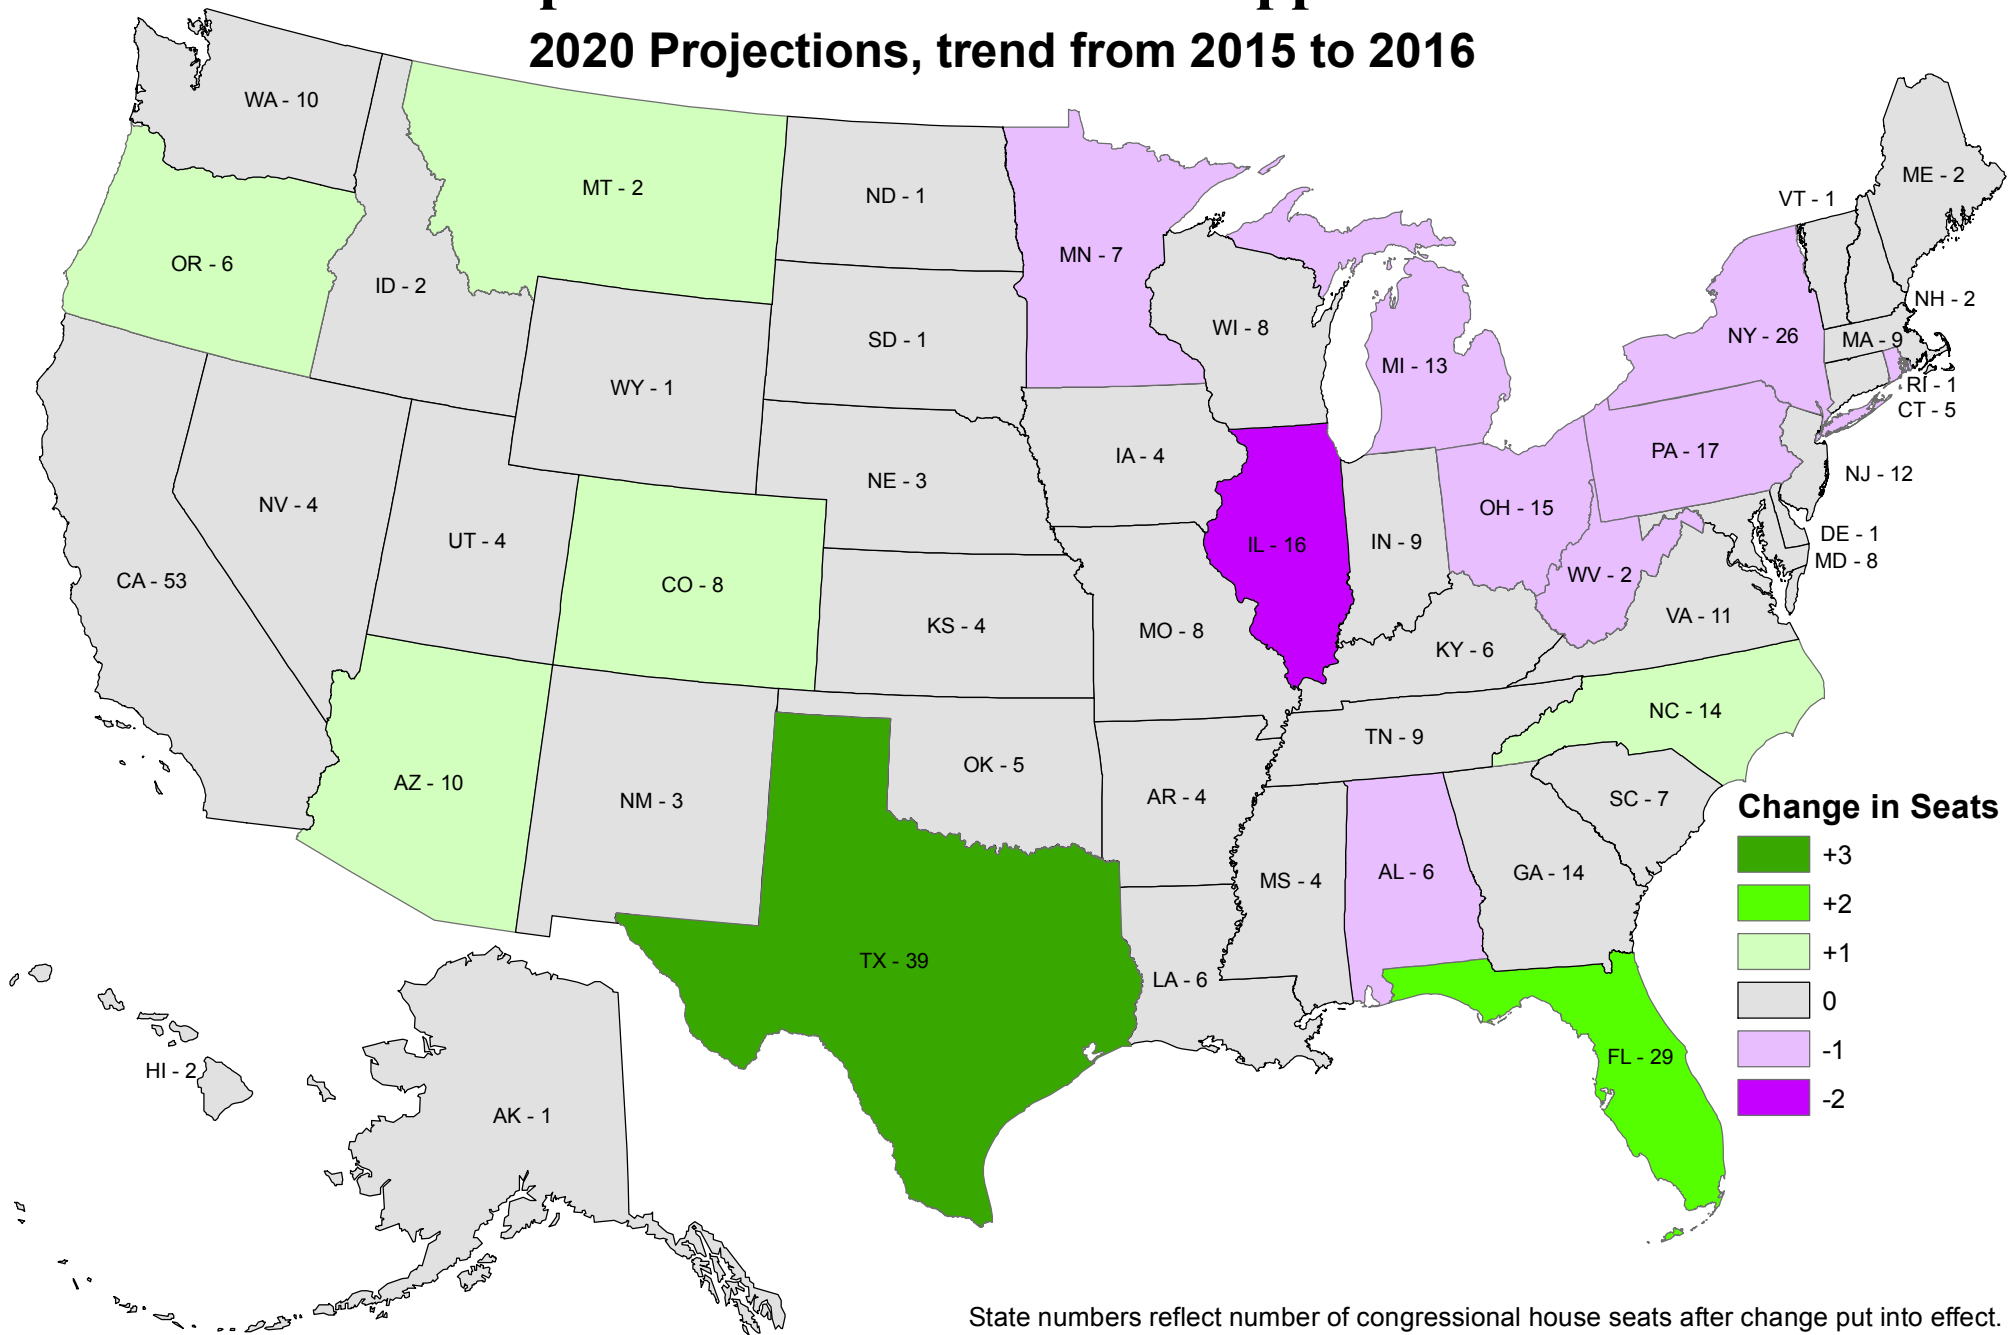 2020 Projections, trend from 2015 to 2016
WA - 10
MT - 2
ND - 1
MN - 7
VT - 1
ME - 2
OR - 6
ID - 2
SD - 1
WI - 8
NH - 2
NY - 26
MA - 9
MI - 13
RI - 1
CT - 5
WY - 1
IA - 4
PA - 17
NJ - 12
NE - 3
NV - 4
OH - 15
UT - 4
IL - 16
IN - 9
DE - 1
MD - 8
CA - 53
CO - 8
WV - 2
VA - 11
KS - 4
MO - 8
KY - 6
NC - 14
TN - 9
OK - 5
AZ - 10
NM - 3
AR - 4
SC - 7
MS - 4
AL - 6
GA - 14
TX - 39
LA - 6
FL - 29
HI - 2
AK - 1
Change in Seats
+3
+2
+1
0
-1
-2
State numbers reflect number of congressional house seats after change put into effect.